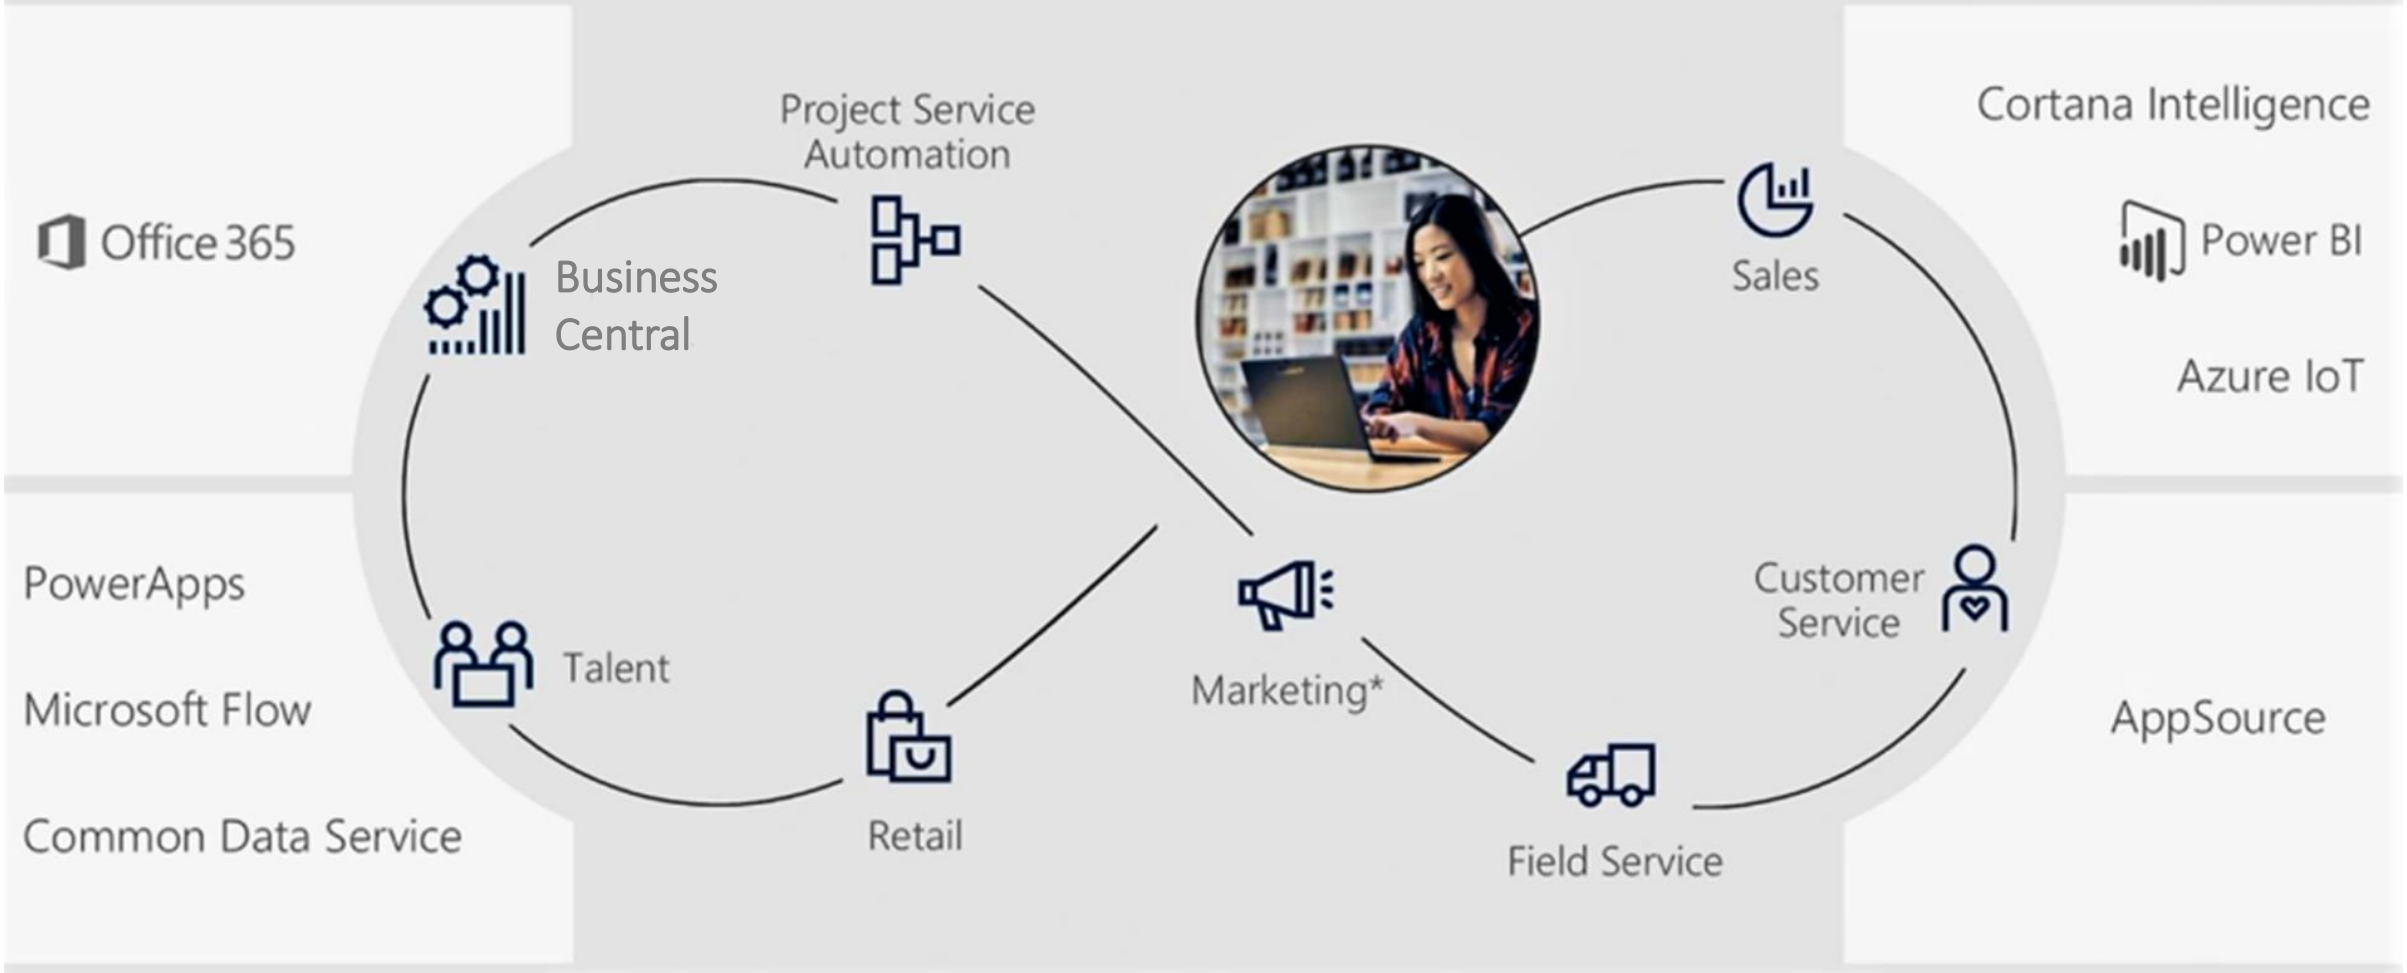 Office 365
PowerApps
Microsoft Flow
Common Data Service
Project Service
Automation
Business
Central
Talent
Retail
Marketing*
Sales
Customer
Service
Field Service
Cortana Intelligence
Power BI
Azure IoT
AppSource